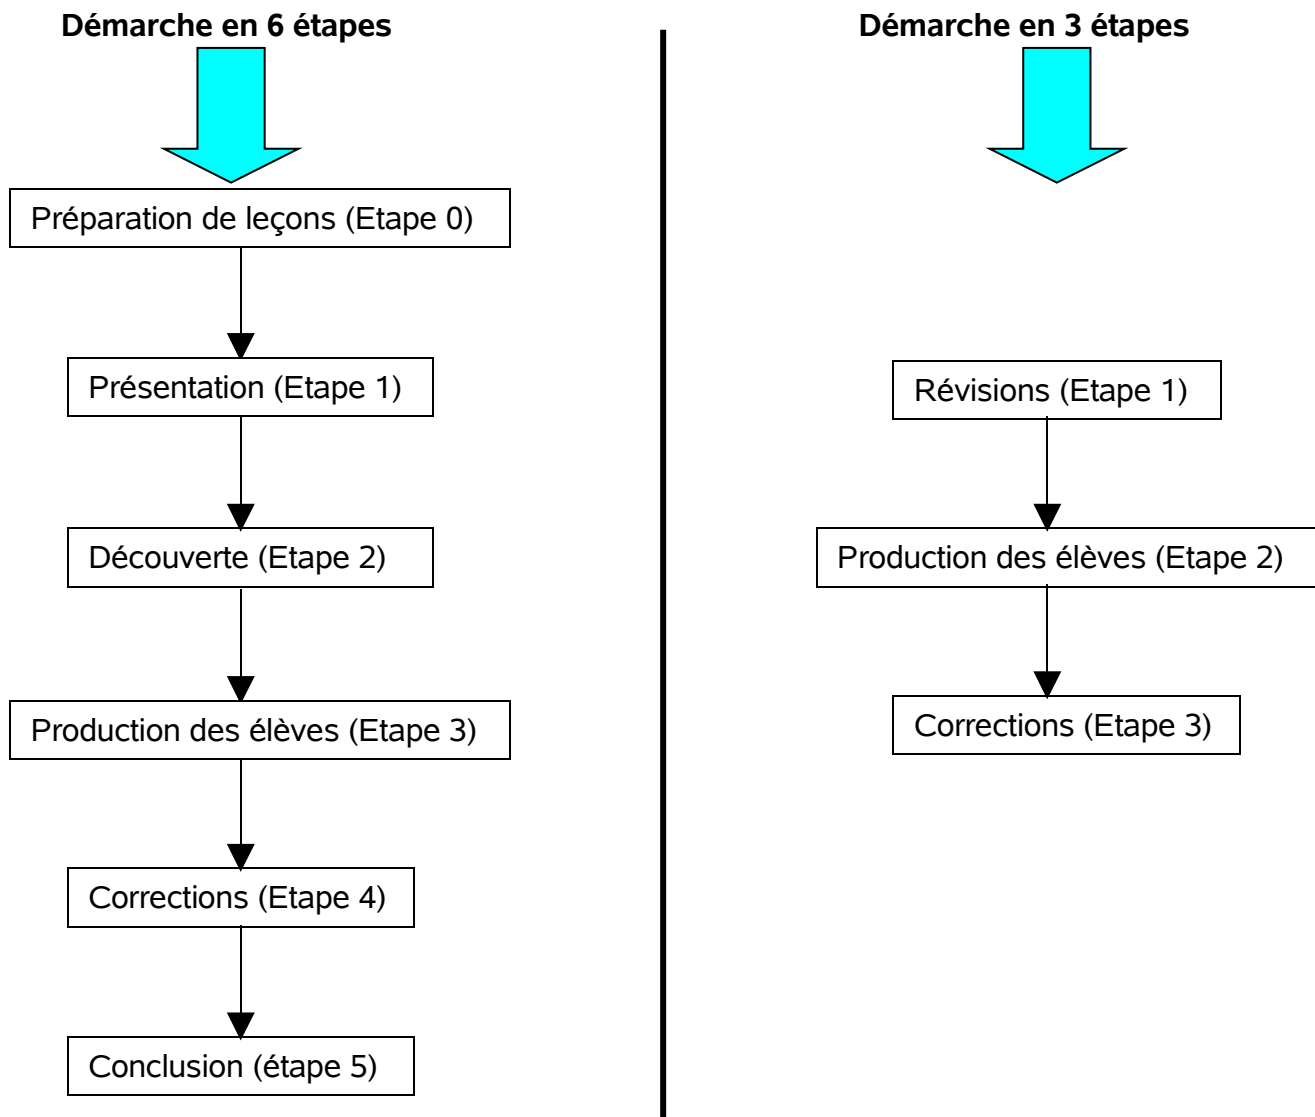 Démarche en 6 étapes
Préparation de leçons (Etape 0)
Présentation (Etape 1)
Découverte (Etape 2)
Production des élèves (Etape 3)
Corrections (Etape 4)
Conclusion (étape 5)
Démarche en 3 étapes
Révisions (Etape 1)
Production des élèves (Etape 2)
Corrections (Etape 3)